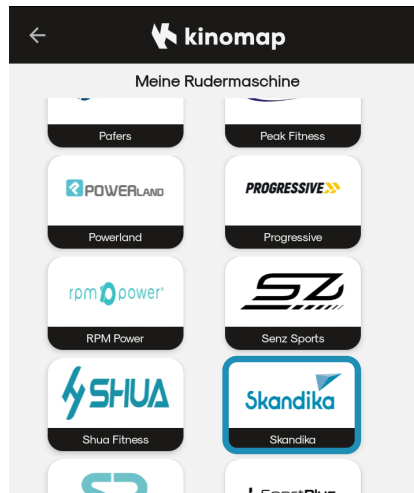 kinomap
Meine Rudermaschine
Pafers
Peak Fitness
POWERLAND
PROGRESSIVE
Powerland
Progressive
rpm power
SZ
RPM Power
Senz Sports
SHUA
Skandika
Shua Fitness
Skandika